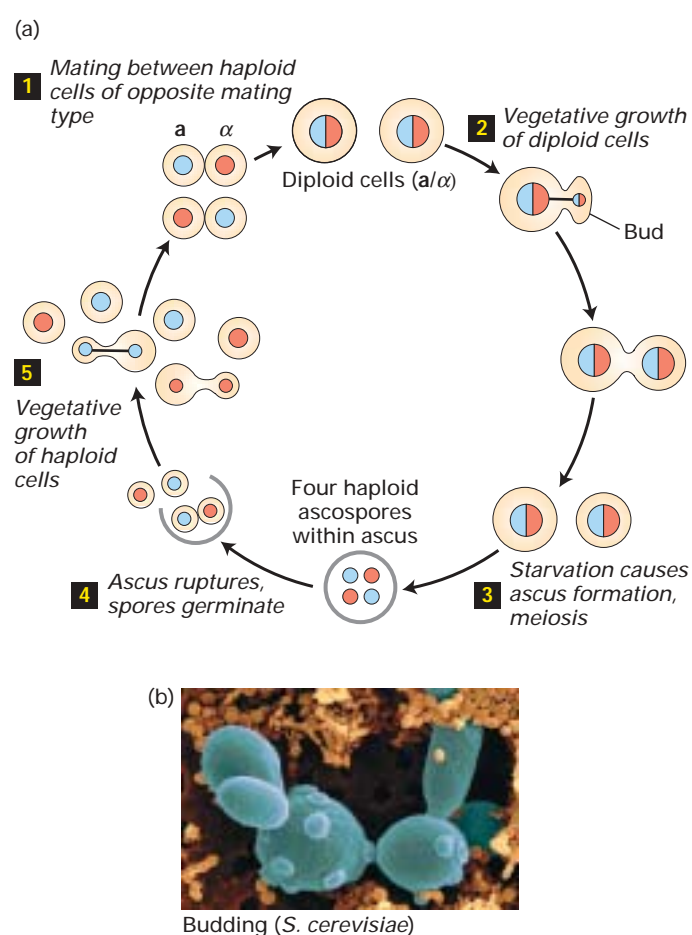 (a)
1 Mating between haploid
cells of opposite mating
type
a α
Diploid cells (a/α)
2 Vegetative growth
of diploid cells
Bud
3 Starvation causes
ascus formation,
meiosis
Four haploid
ascospores
within ascus
4 Ascus ruptures,
spores germinate
5
Vegetative
growth
of haploid
cells
(b)
Budding (S. cerevisiae)